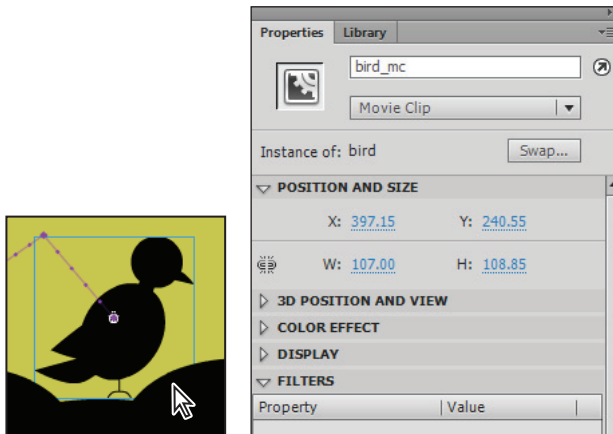 Properties Library
bird_mc
Movie Clip
Instance of: bird Swap...
POSITION AND SIZE
X: 397.15 Y: 240.55
W: 107.00 H: 108.85
3D POSITION AND VIEW
COLOR EFFECT
DISPLAY
FILTERS
Property Value